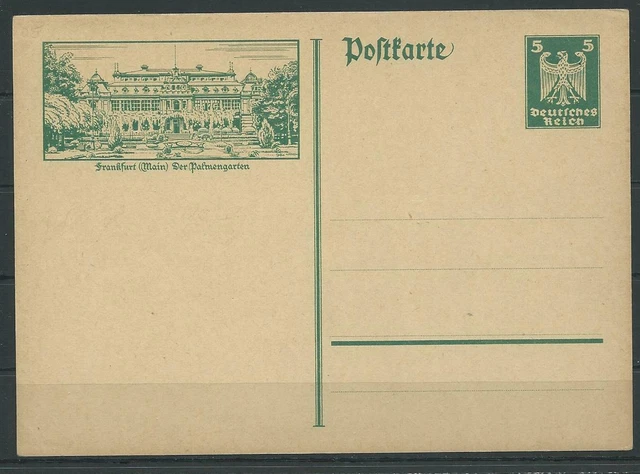 Postkarte
5 5
Deutsches
Reich
Frankfurt (Main) Der Palmengarten